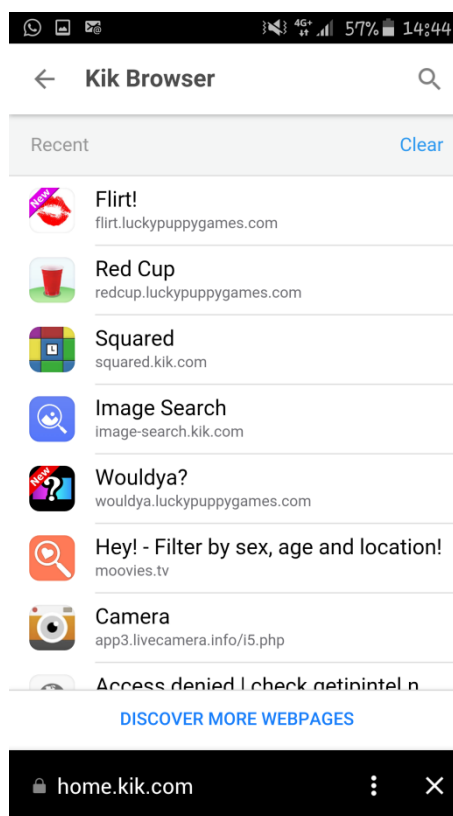 4G+ 57% 14:44
Kik Browser
Recent Clear
New
Flirt!
flirt.luckypuppygames.com
Red Cup
redcup.luckypuppygames.com
Squared
squared.kik.com
Image Search
image-search.kik.com
New
Wouldya?
wouldya.luckypuppygames.com
Hey! - Filter by sex, age and location!
moovies.tv
Camera
app3.livecamera.info/i5.php
Access denied | check getipintel.n
DISCOVER MORE WEBPAGES
home.kik.com